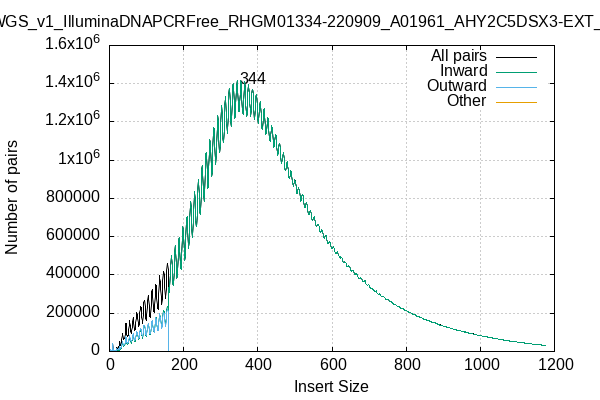 WGS_v1_IlluminaDNAPCRFree_RHGM01334-220909_A01961_AHY2C5DSX3-EXT_
1.6x10^6
1.4x10^6
1.2x10^6
1x10^6
800000
600000
400000
200000
0
Number of pairs
All pairs
Inward
Outward
Other
344
0 200 400 600 800 1000 1200
Insert Size